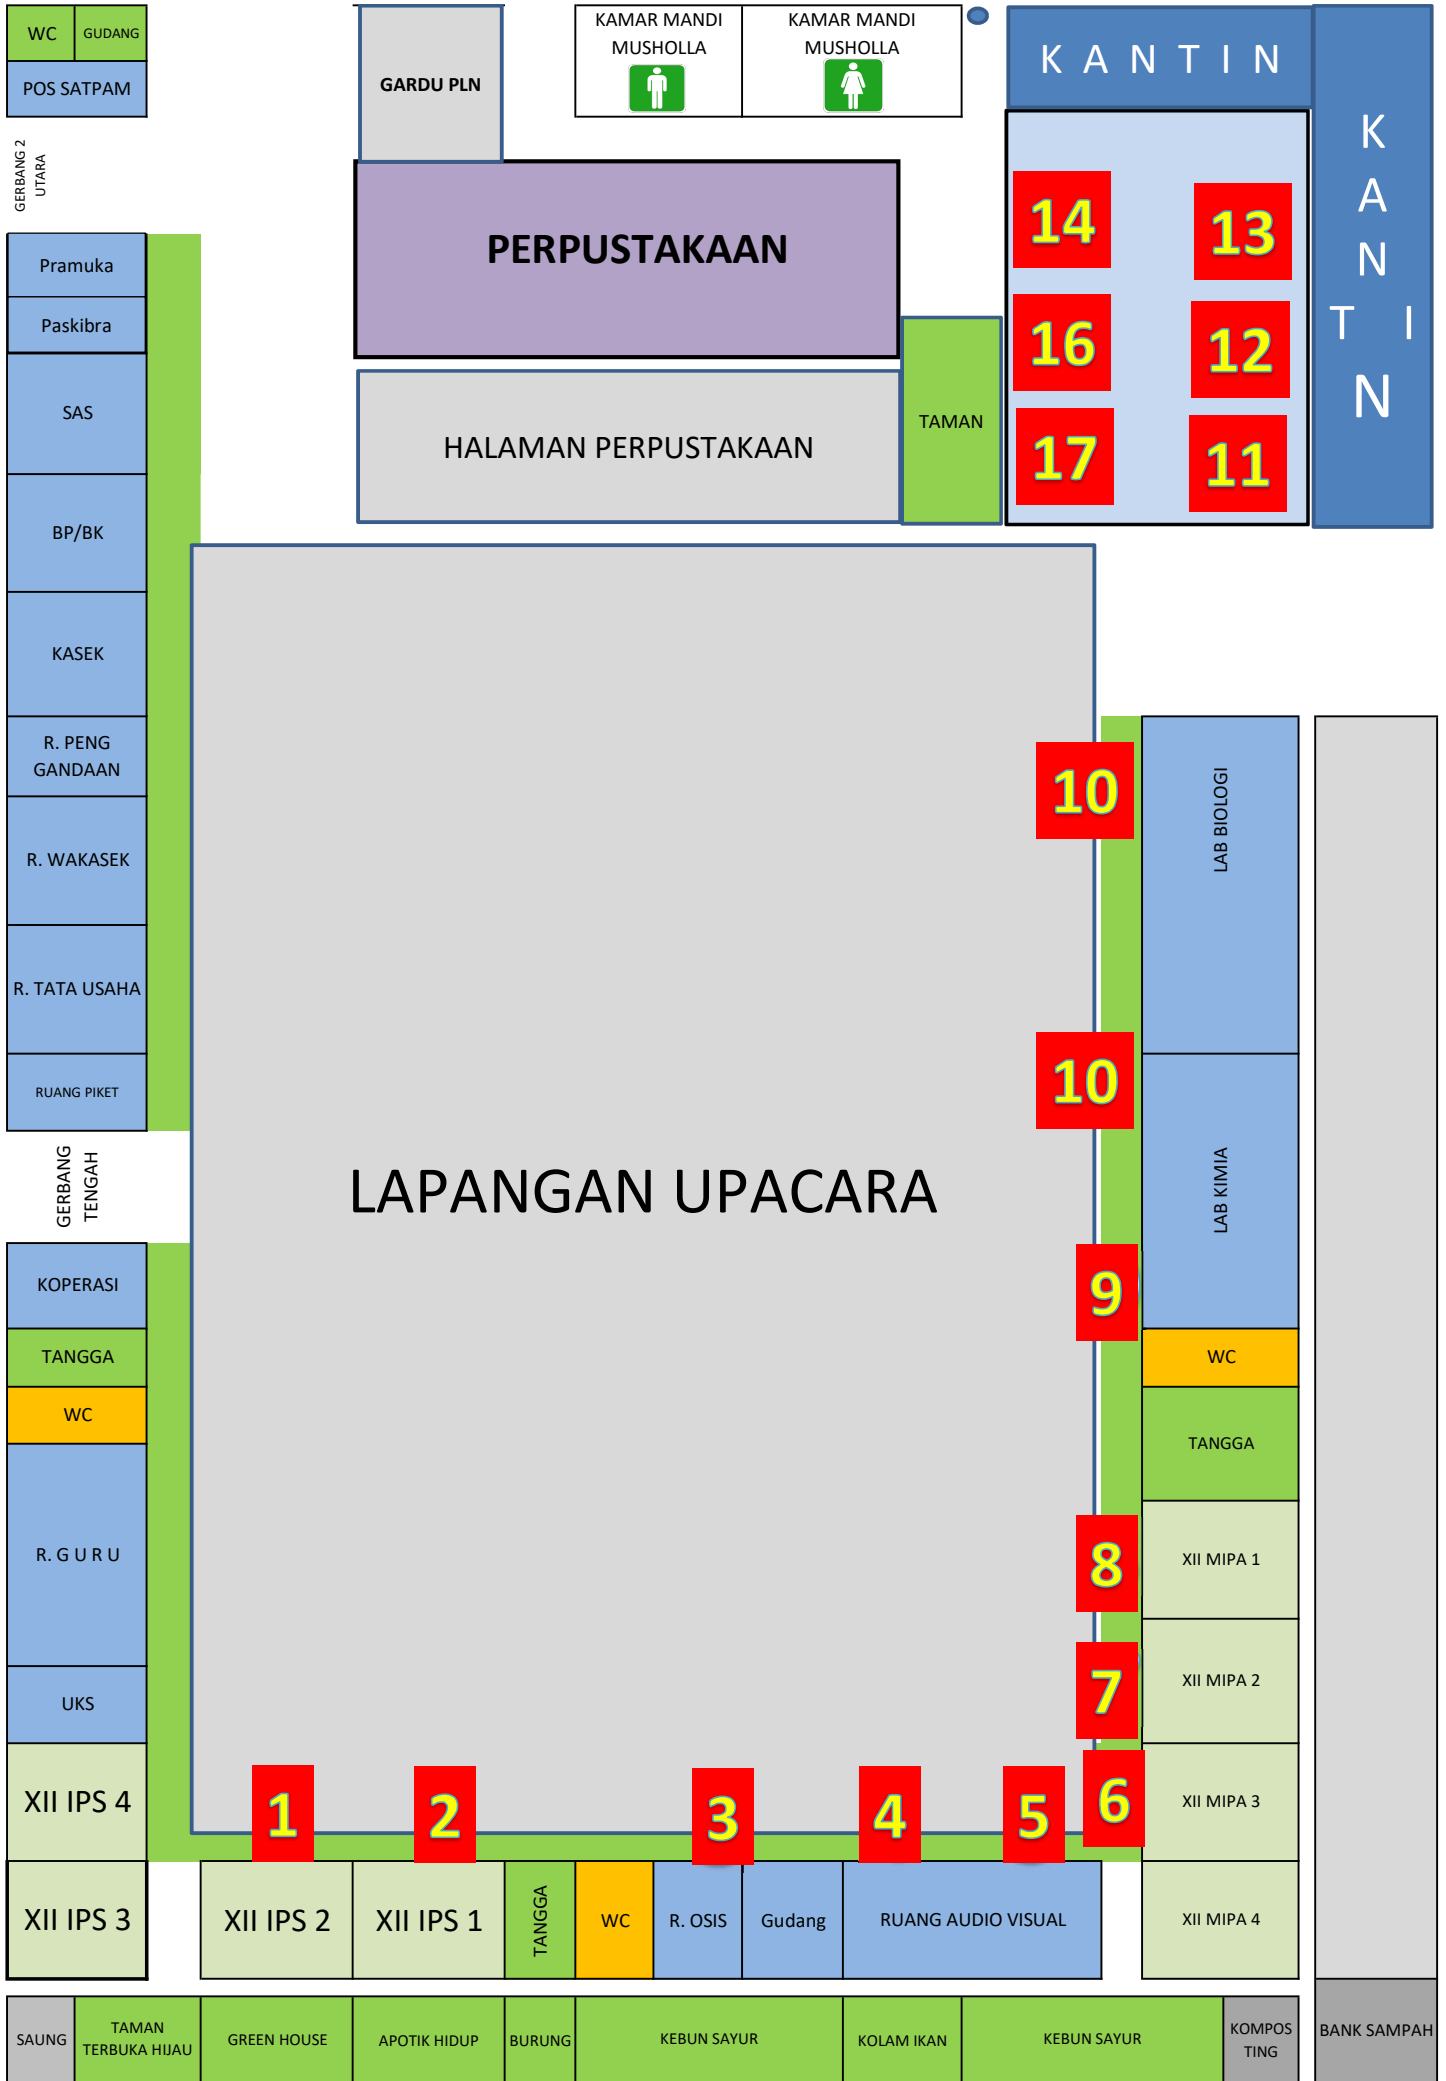 WC
GUDANG
POS SATPAM
GARDU PLN
KAMAR MANDI
MUSHOLLA
KAMAR MANDI
MUSHOLLA
K A N T I N
K
A
N
T I
N
GERBANG 2
UTARA
PERPUSTAKAAN
14
13
Pramuka
Paskibra
16
12
SAS
TAMAN
HALAMAN PERPUSTAKAAN
17
11
BP/BK
KASEK
R. PENG
GANDAAN
10
LAB BIOLOGI
R. WAKASEK
R. TATA USAHA
RUANG PIKET
10
GERBANG
TENGAH
LAPANGAN UPACARA
LAB KIMIA
KOPERASI
9
TANGGA
WC
WC
TANGGA
R. G U R U
8
XII MIPA 1
UKS
7
XII MIPA 2
XII IPS 4
1
2
3
4
5
6
XII MIPA 3
XII IPS 3
XII IPS 2
XII IPS 1
TANGGA
WC
R. OSIS
Gudang
RUANG AUDIO VISUAL
XII MIPA 4
SAUNG
TAMAN
TERBUKA HIJAU
GREEN HOUSE
APOTIK HIDUP
BURUNG
KEBUN SAYUR
KOLAM IKAN
KEBUN SAYUR
KOMPOS
TING
BANK SAMPAH